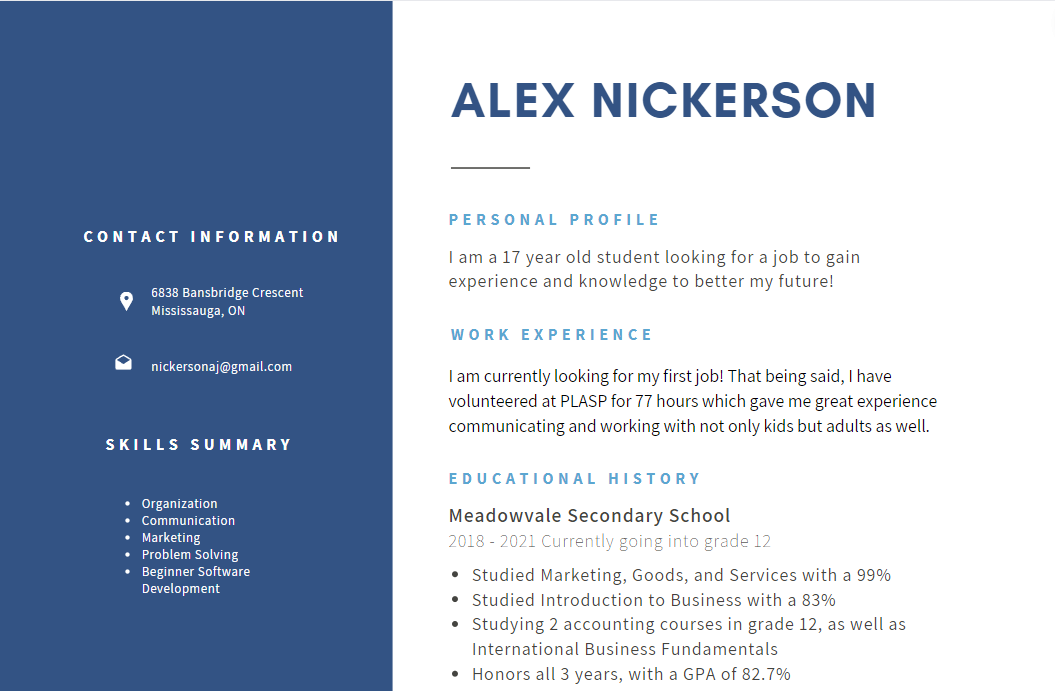 ALEX NICKERSON
CONTACT INFORMATION
6838 Bansbridge Crescent
Mississauga, ON
nickersonaj@gmail.com
SKILLS SUMMARY
• Organization
• Communication
• Marketing
• Problem Solving
• Beginner Software
Development
PERSONAL PROFILE
I am a 17 year old student looking for a job to gain
experience and knowledge to better my future!
WORK EXPERIENCE
I am currently looking for my first job! That being said, I have
volunteered at PLASP for 77 hours which gave me great experience
communicating and working with not only kids but adults as well.
EDUCATIONAL HISTORY
Meadowvale Secondary School
2018 - 2021 Currently going into grade 12
• Studied Marketing, Goods, and Services with a 99%
• Studied Introduction to Business with a 83%
• Studying 2 accounting courses in grade 12, as well as
International Business Fundamentals
• Honors all 3 years, with a GPA of 82.7%